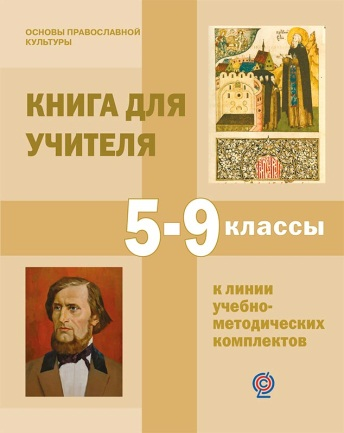 ОСНОВЫ ПРАВОСЛАВНОЙ
КУЛЬТУРЫ
КНИГА ДЛЯ
УЧИТЕЛЯ
5-9 КЛАССЫ
К ЛИНИИ
УЧЕБНО-
МЕТОДИЧЕСКИХ
КОМПЛЕКТОВ